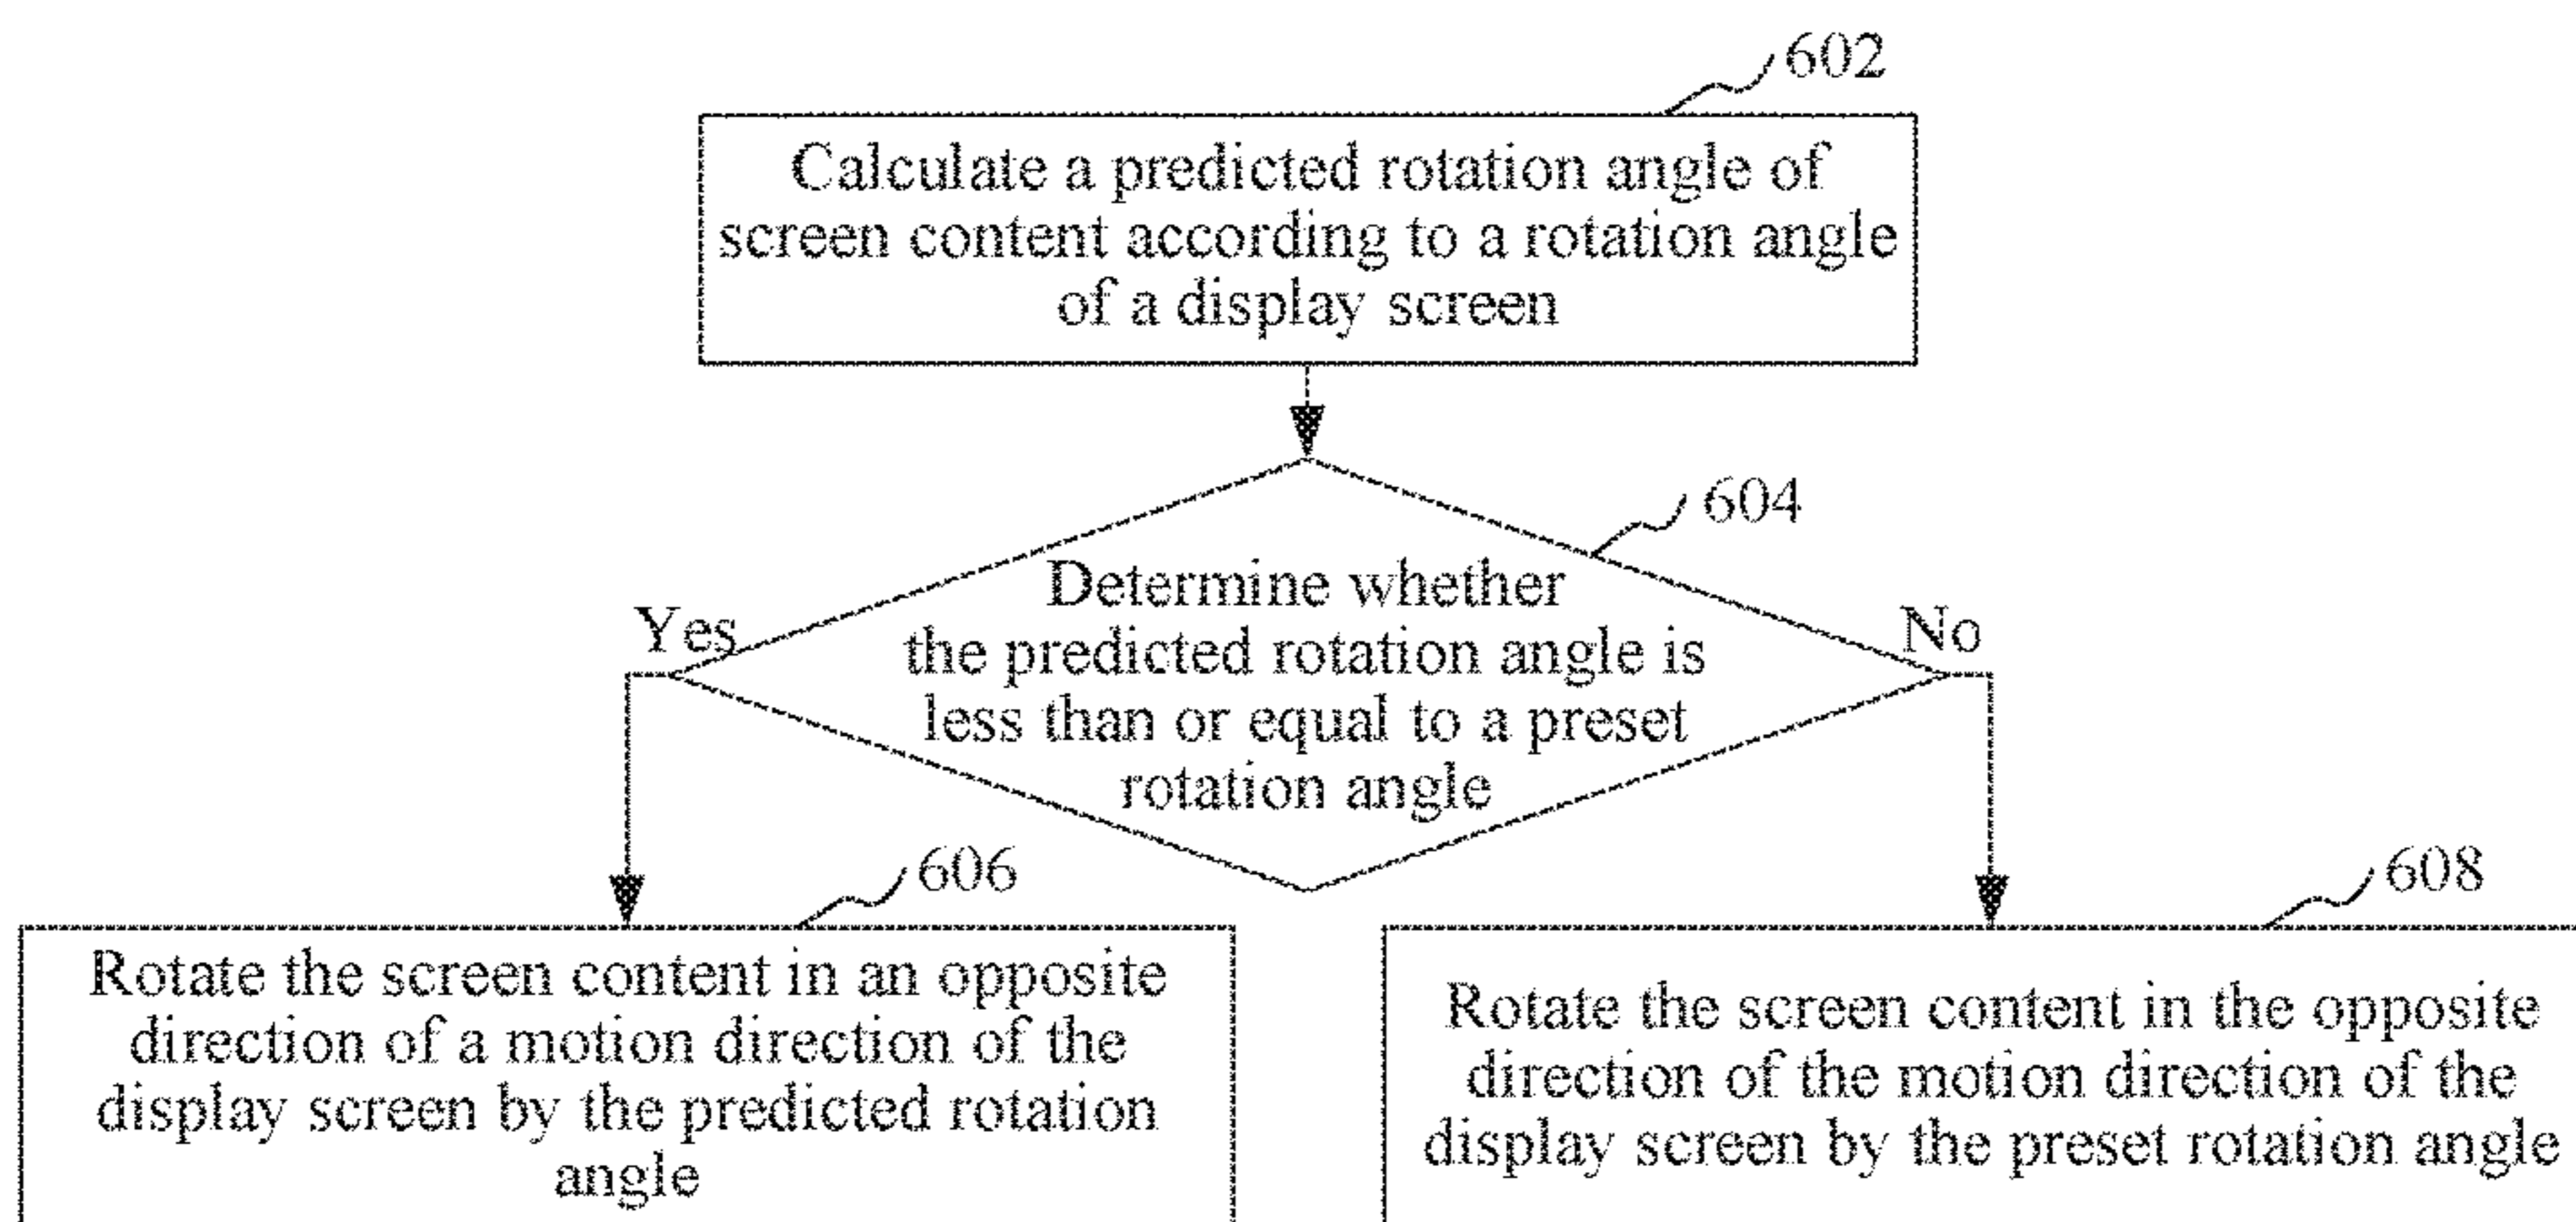 602
Calculate a predicted rotation angle of
screen content according to a rotation angle
of a display screen
604
Determine whether
the predicted rotation angle is
less than or equal to a preset
rotation angle
Yes
No
606
Rotate the screen content in an opposite
direction of a motion direction of the
display screen by the predicted rotation
angle
608
Rotate the screen content in the opposite
direction of the motion direction of the
display screen by the preset rotation angle